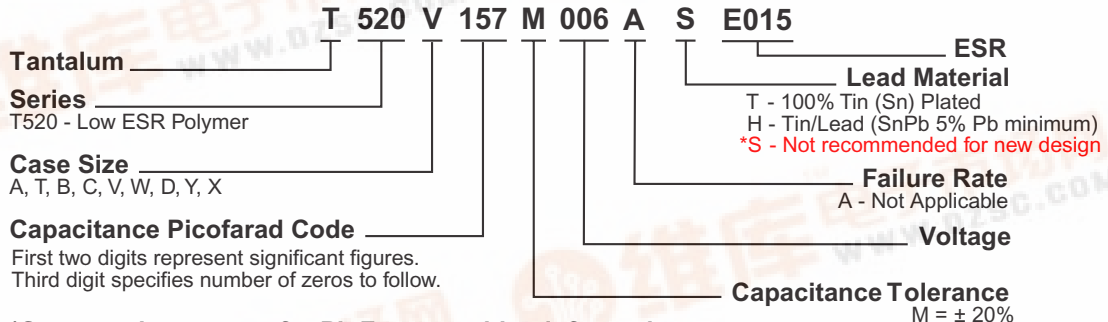 T 520 V 157 M 006 A S E015
Tantalum
Series
T520 - Low ESR Polymer
Case Size
A, T, B, C, V, W, D, Y, X
Capacitance Picofarad Code
First two digits represent significant figures.
Third digit specifies number of zeros to follow.
ESR
Lead Material
T - 100% Tin (Sn) Plated
H - Tin/Lead (SnPb 5% Pb minimum)
*S - Not recommended for new design
Failure Rate
A - Not Applicable
Voltage
Capacitance Tolerance
M = ± 20%